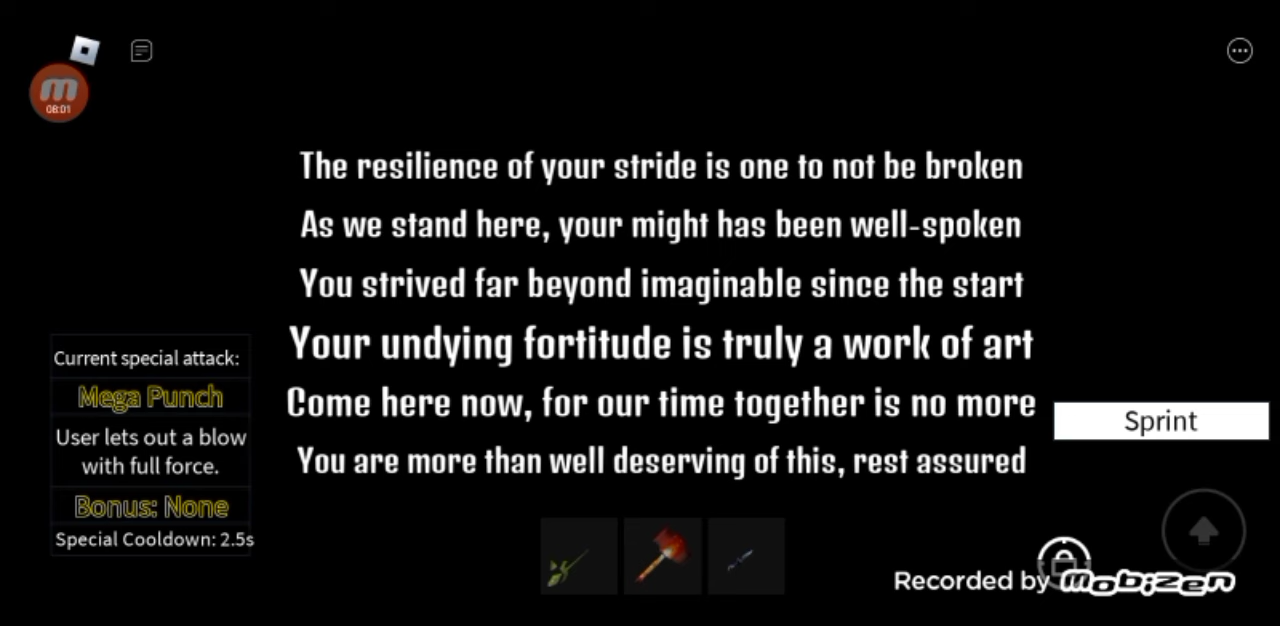 08:01
The resilience of your stride is one to not be broken
As we stand here, your might has been well-spoken
You strived far beyond imaginable since the start
Your undying fortitude is truly a work of art
Come here now, for our time together is no more
You are more than well deserving of this, rest assured
Current special attack:
Mega Punch
User lets out a blow
with full force.
Bonus: None
Special Cooldown: 2.5s
Sprint
Recorded by mobizen